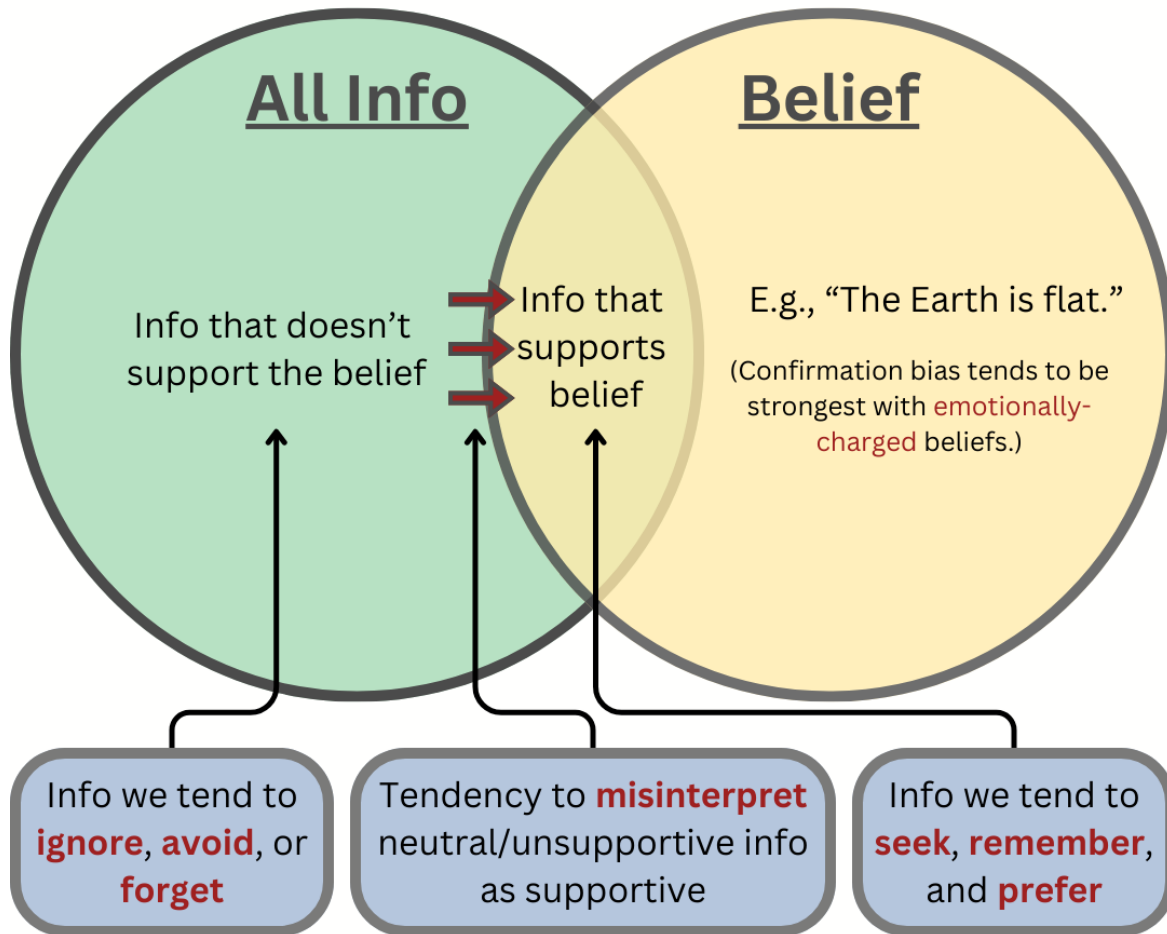 All Info
Belief
Info that doesn’t
support the belief
Info that
supports
belief
E.g., “The Earth is flat.”
(Confirmation bias tends to be
strongest with emotionally-
charged beliefs.)
Info we tend to
ignore, avoid, or
forget
Tendency to misinterpret
neutral/unsupportive info
as supportive
Info we tend to
seek, remember,
and prefer